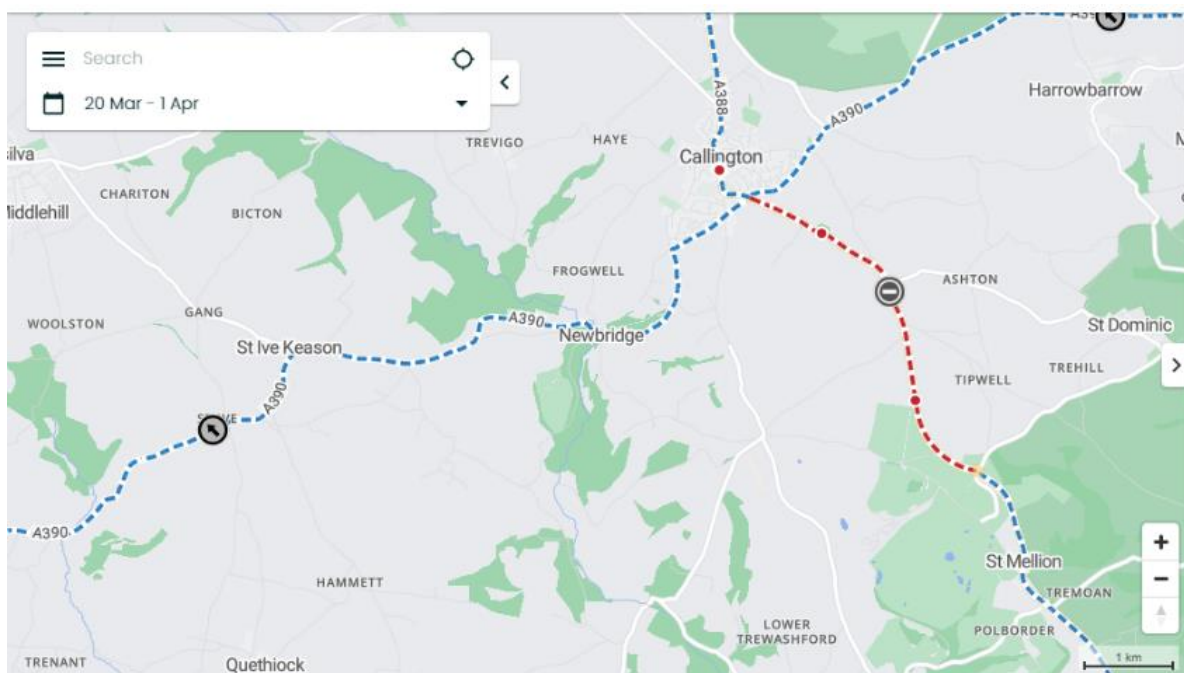 Search
20 Mar - 1 Apr
A388
A390
Harrowbarrow
TREVIGO
HAYE
Callington
silva
CHARITON
Middlehill
BICTON
FROGWELL
ASHTON
WOOLSTON
GANG
A390
Newbridge
St Dominic
St Ive Keason
TREHILL
TIPWELL
A390
A390
HAMMETT
St Mellion
TREMOAN
LOWER
TREWASHFORD
POLBORDER
TRENANT
Quethiock
1 km